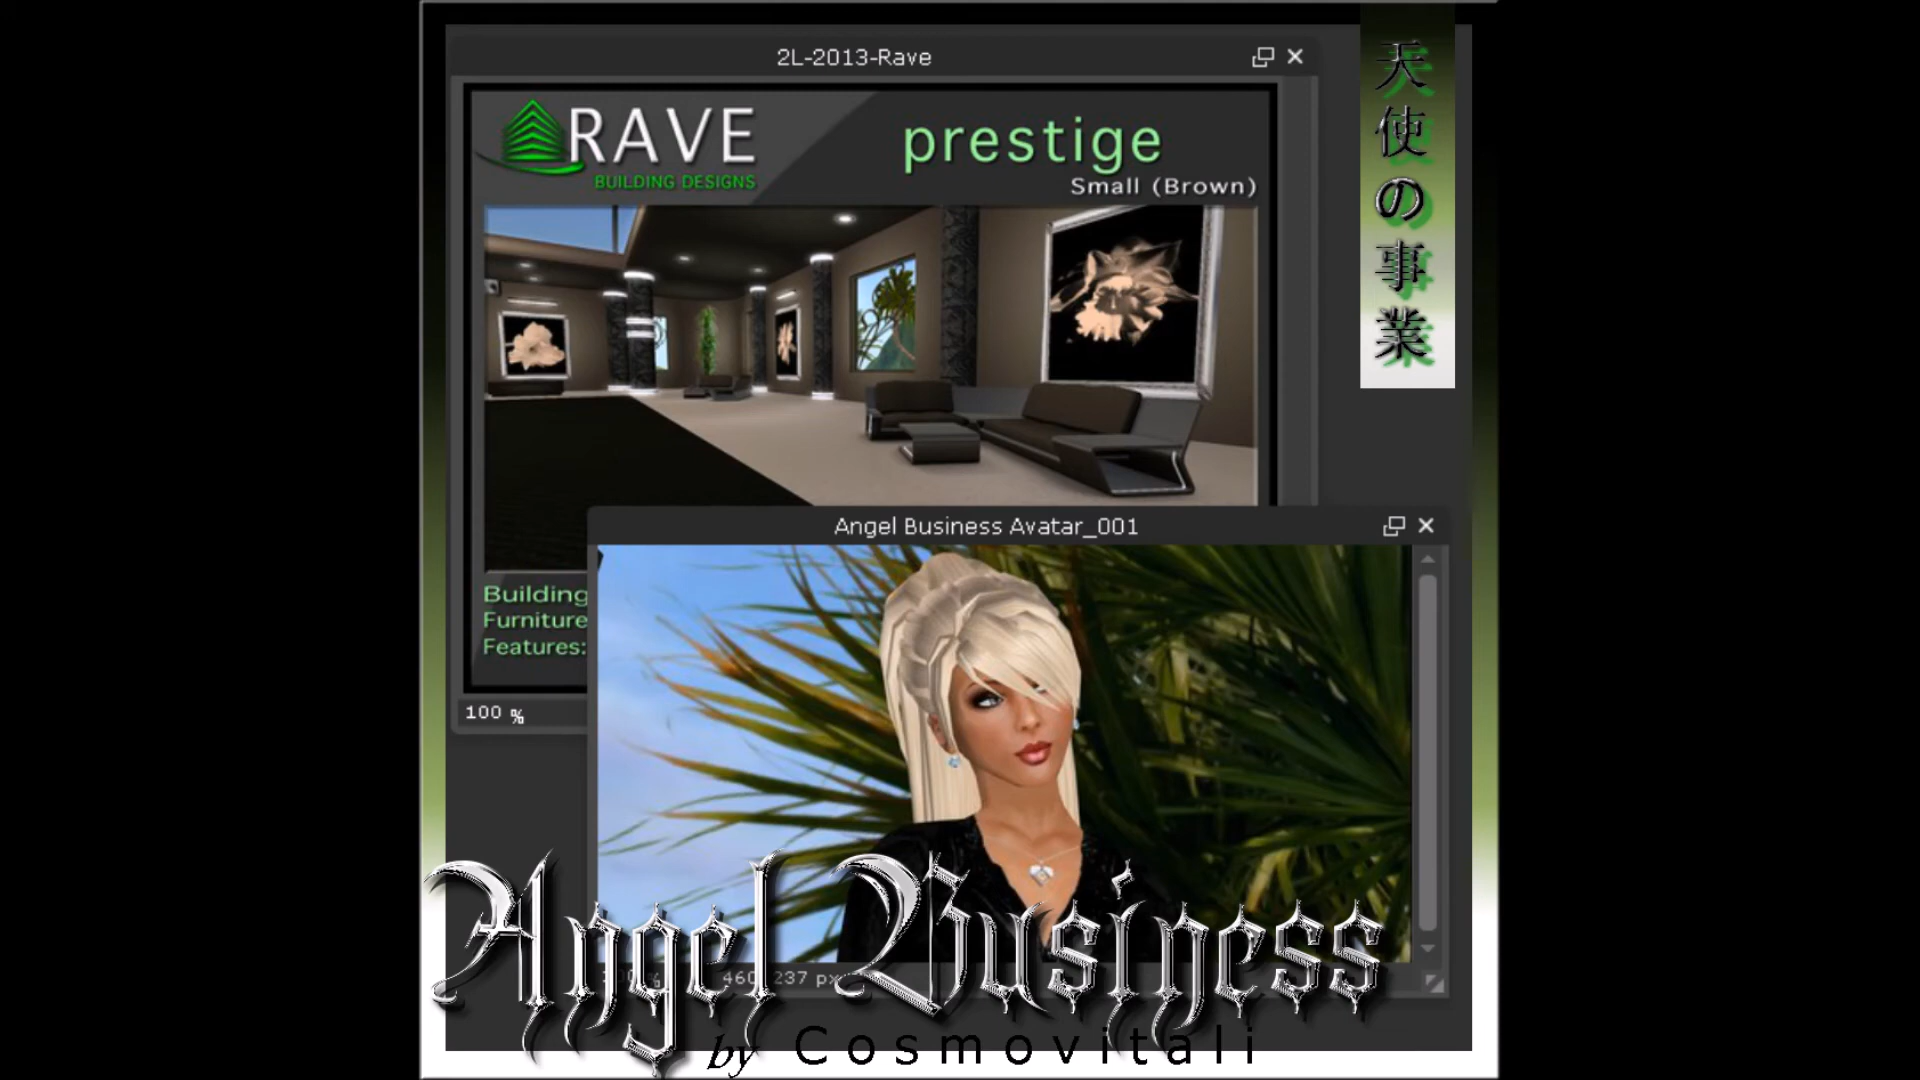 2L-2013-Rave
RAVE
BUILDING DESIGNS
prestige
Small (Brown)
天使の事業
Building
Furniture
Features:
100 %
Angel Business Avatar_001
237 px
Angel Business
by Cosmovitali